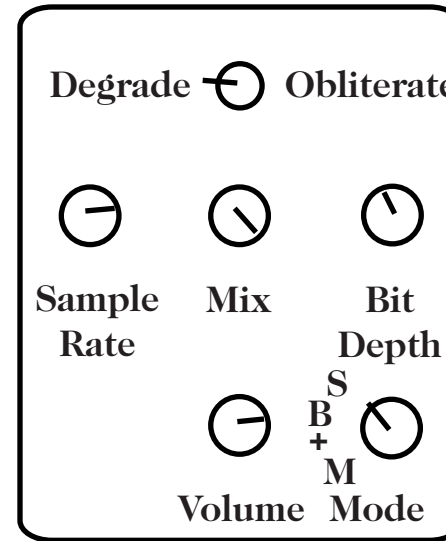 Degrade Obliterate
Sample Rate
Mix
Bit Depth
S
B
+
M
Volume Mode